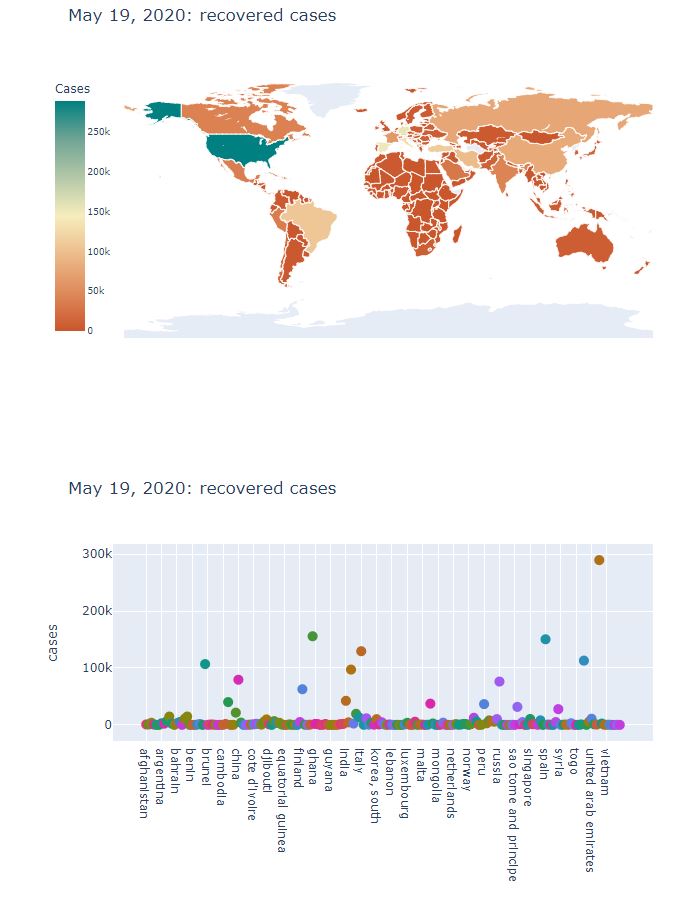 May 19, 2020: recovered cases
Cases
250k
200k
150k
100k
50k
0
May 19, 2020: recovered cases
300k
200k
100k
0
cases
afghanistan
argentina
bahrain
benin
brunei
cambodia
china
cote d'ivoire
djibouti
equatorial guinea
finland
ghana
guyana
india
italy
korea, south
lebanon
luxembourg
malta
mongolia
netherlands
norway
peru
russia
sao tome and principe
singapore
spain
syria
togo
united arab emirates
vietnam